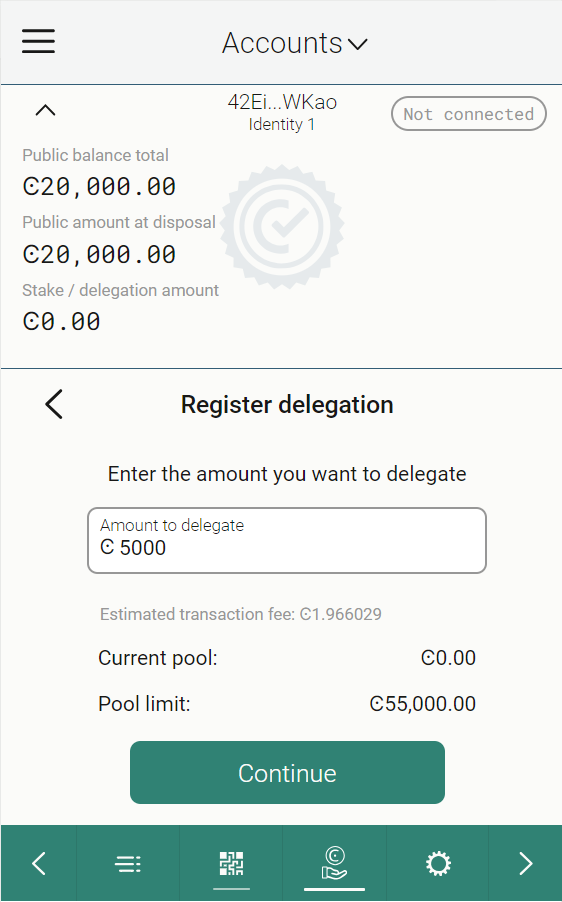 Accounts
42Ei...WKao
Identity 1
Not connected
Public balance total
Ͼ20,000.00
Public amount at disposal
Ͼ20,000.00
Stake / delegation amount
Ͼ0.00
Register delegation
Enter the amount you want to delegate
Amount to delegate
Ͼ 5000
Estimated transaction fee: Ͼ1.966029
Current pool: Ͼ0.00
Pool limit: Ͼ55,000.00
Continue